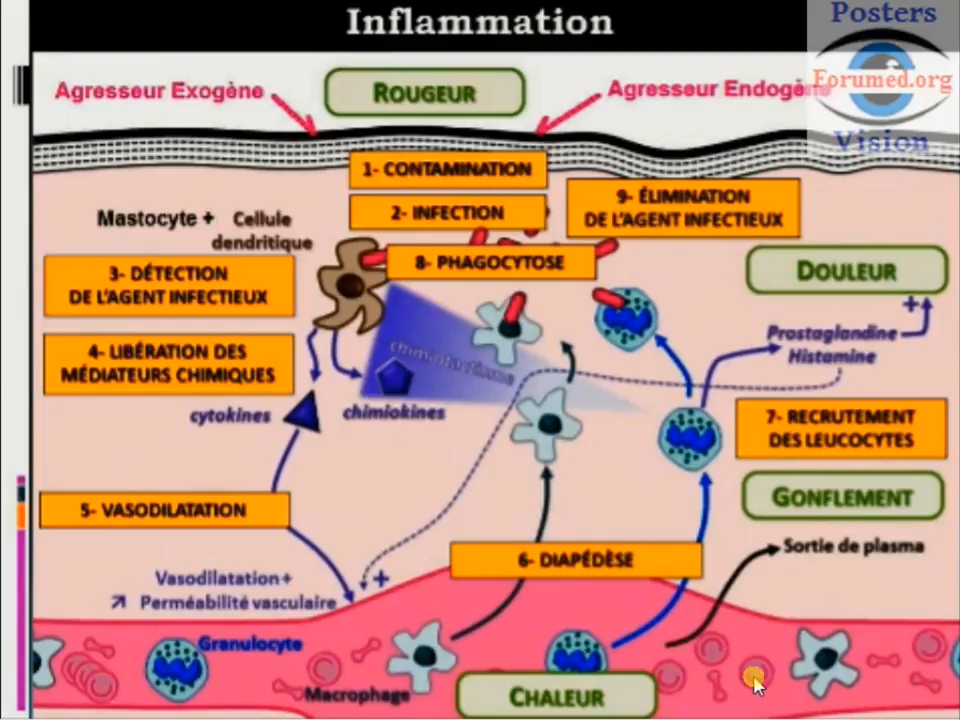 Inflammation
Posters
Forumed.org
Vision
Agresseur Exogène
ROUGEUR
Agresseur Endogène
1- CONTAMINATION
2- INFECTION
9- ÉLIMINATION
DE L'AGENT INFECTIEUX
Mastocyte + Cellule
dendritique
8- PHAGOCYTOSE
3- DÉTECTION
DE L'AGENT INFECTIEUX
DOULEUR
+
Prostaglandine
Histamine
4- LIBÉRATION DES
MÉDIATEURS CHIMIQUES
chimiotactisme
cytokines
chimiokines
7- RECRUTEMENT
DES LEUCOCYTES
GONFLEMENT
5- VASODILATATION
Sortie de plasma
6- DIAPÉDÈSE
Vasodilatation +
↗ Perméabilité vasculaire
+
Granulocyte
Macrophage
CHALEUR